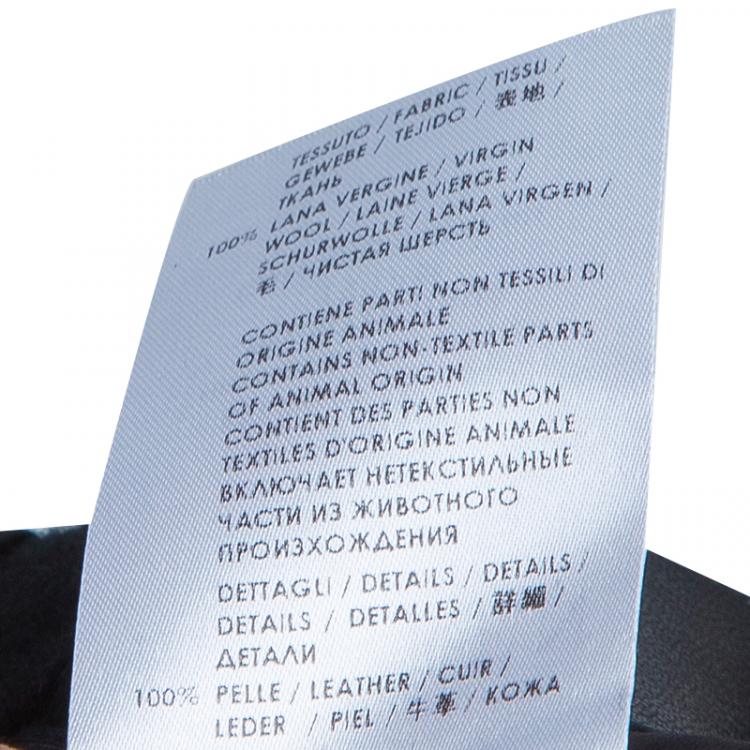 TESSUTO / FABRIC / TISSU /
GEWEBE / TEJIDO / 表地 /
ТКАНЬ
100% LANA VERGINE / VIRGIN
WOOL / LAINE VIERGE /
SCHURWOLLE / LANA VIRGEN /
毛 / ЧИСТАЯ ШЕРСТЬ
CONTIENE PARTI NON TESSILI DI
ORIGINE ANIMALE
CONTAINS NON-TEXTILE PARTS
OF ANIMAL ORIGIN
CONTIENT DES PARTIES NON
TEXTILES D'ORIGINE ANIMALE
ВКЛЮЧАЕТ НЕТЕКСТИЛЬНЫЕ
ЧАСТИ ИЗ ЖИВОТНОГО
ПРОИЗХОЖДЕНИЯ
DETTAGLI / DETAILS / DETAILS /
DETAILS / DETALLES / 詳細 /
ДЕТАЛИ
100% PELLE / LEATHER / CUIR /
LEDER / PIEL / 牛革 / КОЖА